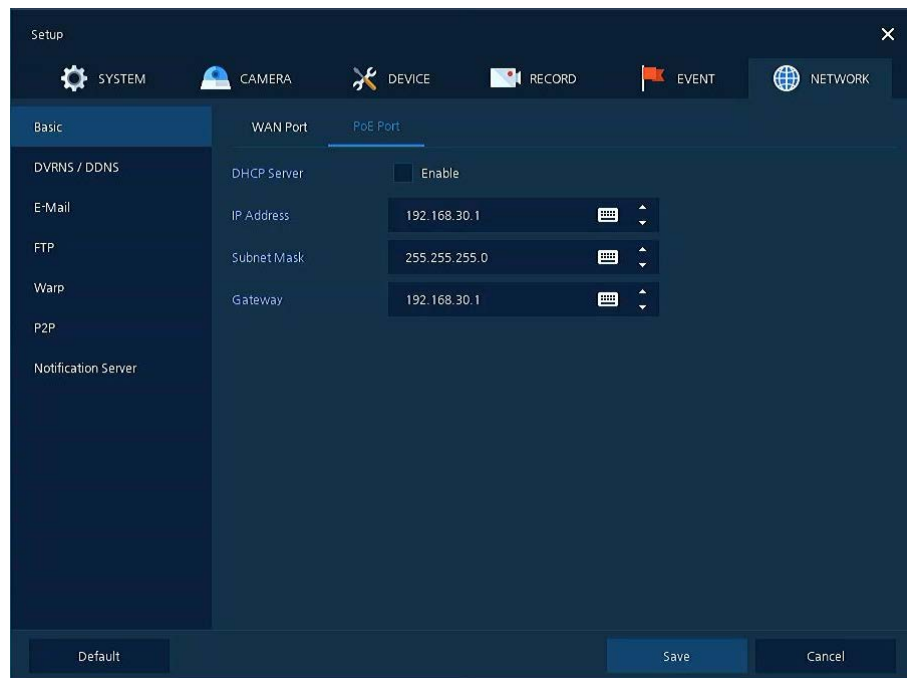 Setup
SYSTEM CAMERA DEVICE RECORD EVENT NETWORK
Basic WAN Port PoE Port
DVRNS / DDNS DHCP Server Enable
E-Mail IP Address 192.168.30.1
FTP Subnet Mask 255.255.255.0
Warp Gateway 192.168.30.1
P2P
Notification Server
Default Save Cancel